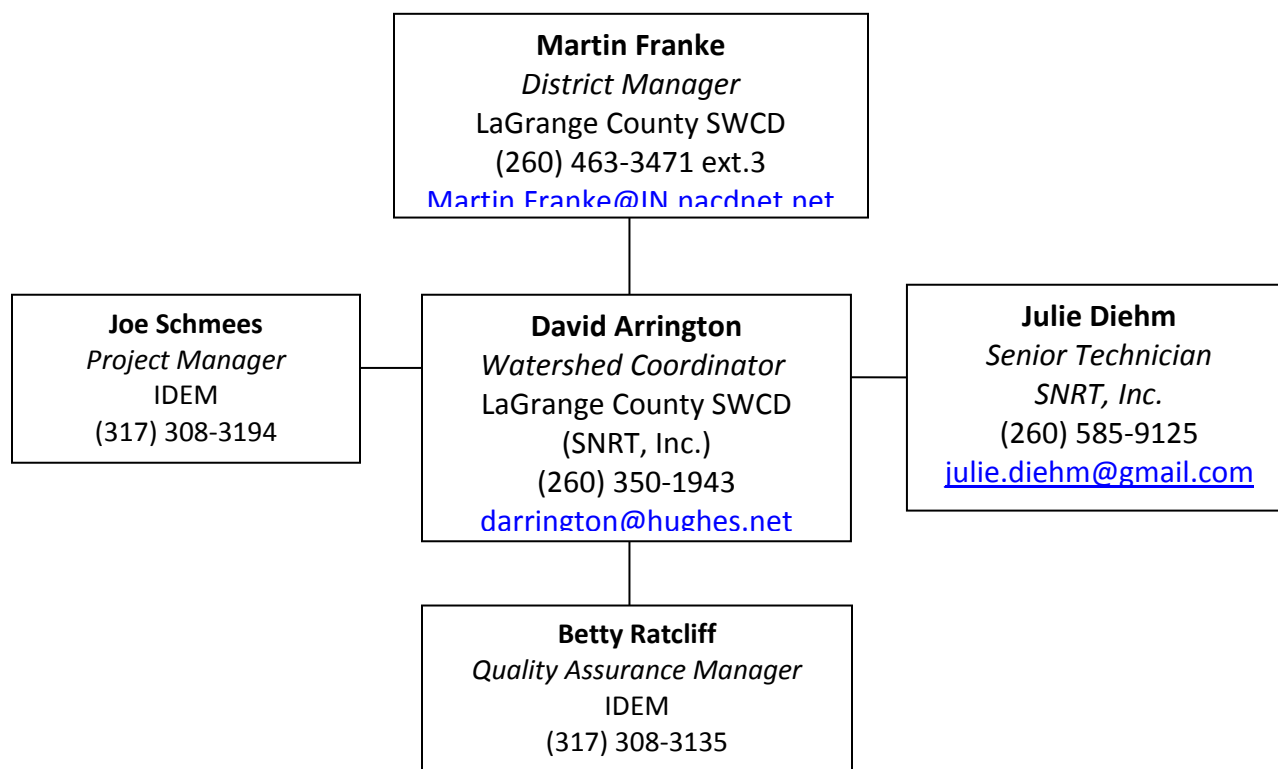 Martin Franke
District Manager
LaGrange County SWCD
(260) 463-3471 ext.3
Martin.Franke@IN.nacdnet.net
Joe Schmees
Project Manager
IDEM
(317) 308-3194
David Arrington
Watershed Coordinator
LaGrange County SWCD
(SNRT, Inc.)
(260) 350-1943
darrington@hughes.net
Julie Diehm
Senior Technician
SNRT, Inc.
(260) 585-9125
julie.diehm@gmail.com
Betty Ratcliff
Quality Assurance Manager
IDEM
(317) 308-3135